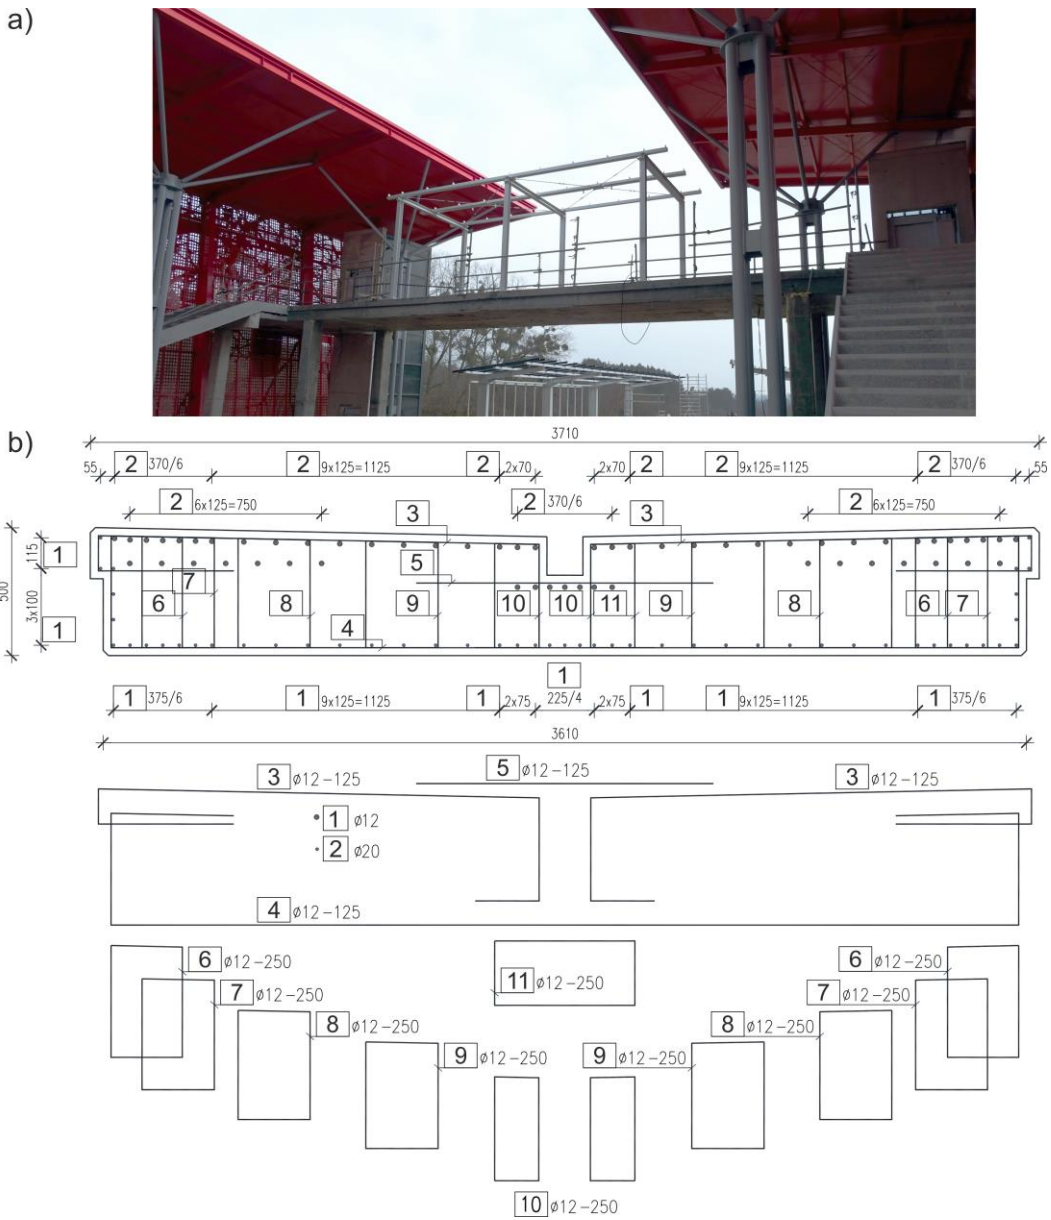 a)
b)
3710
55 2 370/6 2 9x125=1125 2 2x70 2x70 2 2 9x125=1125 2 370/6 55
2 6x125=750 2 370/6 2 6x125=750
3 3
1 115 5
500 7
3x100 6 8 9 10 10 11 9 8 6 7
1 4
1
1 375/6 1 9x125=1125 1 2x75 225/4 2x75 1 1 9x125=1125 1 375/6
3610
3 ø12-125 5 ø12-125 3 ø12-125
1 ø12
2 ø20
4 ø12-125
6 ø12-250 11 ø12-250 6 ø12-250
7 ø12-250 7 ø12-250
8 ø12-250 8 ø12-250
9 ø12-250 9 ø12-250
10 ø12-250